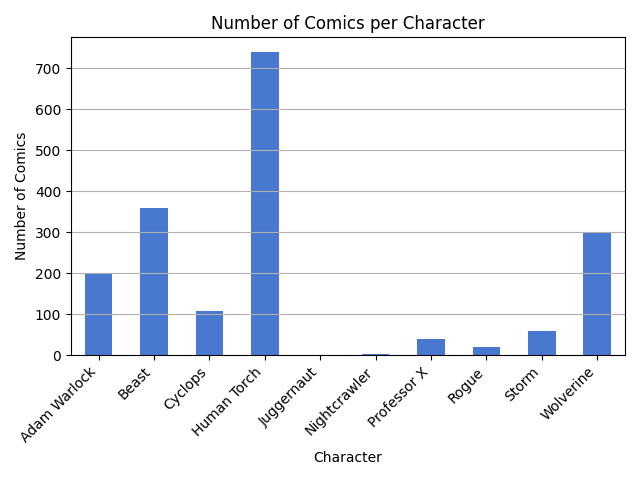 Number of Comics per Character
Number of Comics
700
600
500
400
300
200
100
0
Adam Warlock
Beast
Cyclops
Human Torch
Juggernaut
Nightcrawler
Professor X
Rogue
Storm
Wolverine
Character